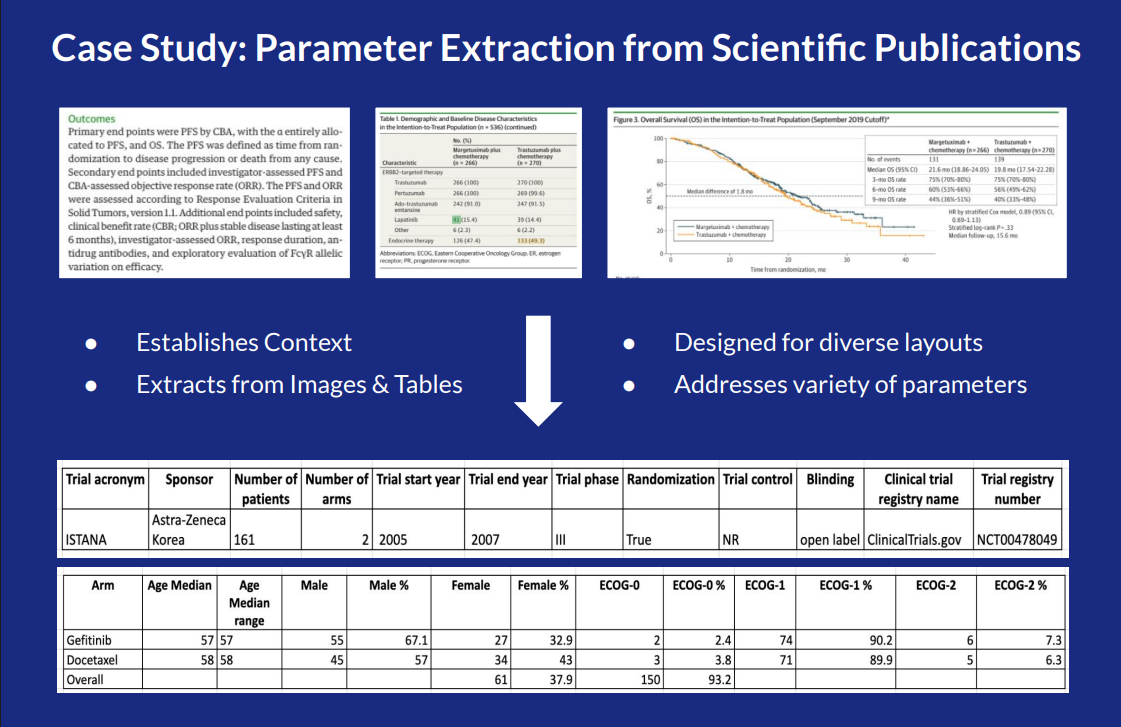 Case Study: Parameter Extraction from Scientific Publications
Outcomes
Primary end points were PFS by CBA, with the α entirely allo-
cated to PFS, and OS. The PFS was defined as time from ran-
domization to disease progression or death from any cause.
Secondary end points included investigator-assessed PFS and
CBA-assessed objective response rate (ORR). The PFS and ORR
were assessed according to Response Evaluation Criteria in
Solid Tumors, version 1.1. Additional end points included safety,
clinical benefit rate (CBR; ORR plus stable disease lasting at least
6 months), investigator-assessed ORR, response duration, an-
tidrug antibodies, and exploratory evaluation of FcγR allelic
variation on efficacy.
Table 1. Demographic and Baseline Disease Characteristics
in the Intention-to-Treat Population (n = 536) (continued)
No. (%)
Characteristic Margetuximab plus chemotherapy (n = 266) Trastuzumab plus chemotherapy (n = 270)
ERBB2-targeted therapy
Trastuzumab 266 (100) 270 (100)
Pertuzumab 266 (100) 269 (99.6)
Ado-trastuzumab emtansine 242 (91.0) 247 (91.5)
Lapatinib 41 (15.4) 39 (14.4)
Other 6 (2.3) 6 (2.2)
Endocrine therapy 126 (47.4) 133 (49.3)
Abbreviations: ECOG, Eastern Cooperative Oncology Group; ER, estrogen
receptor; PR, progesterone receptor.
Figure 3. Overall Survival (OS) in the Intention-to-Treat Population (September 2019 Cutoff)
Margetuximab + chemotherapy (n = 266) Trastuzumab + chemotherapy (n = 270)
No. of events 131 139
Median OS (95% CI) 21.6 mo (18.86-24.05) 19.8 mo (17.54-22.28)
3-mo OS rate 75% (70%-80%) 75% (70%-80%)
6-mo OS rate 60% (53%-66%) 56% (49%-62%)
9-mo OS rate 44% (36%-51%) 40% (33%-48%)
HR by stratified Cox model, 0.89 (95% CI,
0.69-1.13)
Stratified log-rank P = .33
Median follow-up, 15.6 mo
OS, %
100
80
60
40
20
0
Median difference of 1.8 mo
Margetuximab + chemotherapy
Trastuzumab + chemotherapy
0 10 20 30 40
Time from randomization, mo
● Establishes Context
● Extracts from Images & Tables
● Designed for diverse layouts
● Addresses variety of parameters
Trial acronym Sponsor Number of patients Number of arms Trial start year Trial end year Trial phase Randomization Trial control Blinding Clinical trial registry name Trial registry number
ISTANA Astra-Zeneca Korea 161 2 2005 2007 III True NR open label ClinicalTrials.gov NCT00478049
Arm Age Median Age Median range Male Male % Female Female % ECOG-0 ECOG-0 % ECOG-1 ECOG-1 % ECOG-2 ECOG-2 %
Gefitinib 57 57 55 67.1 27 32.9 2 2.4 74 90.2 6 7.3
Docetaxel 58 58 45 57 34 43 3 3.8 71 89.9 5 6.3
Overall 61 37.9 150 93.2